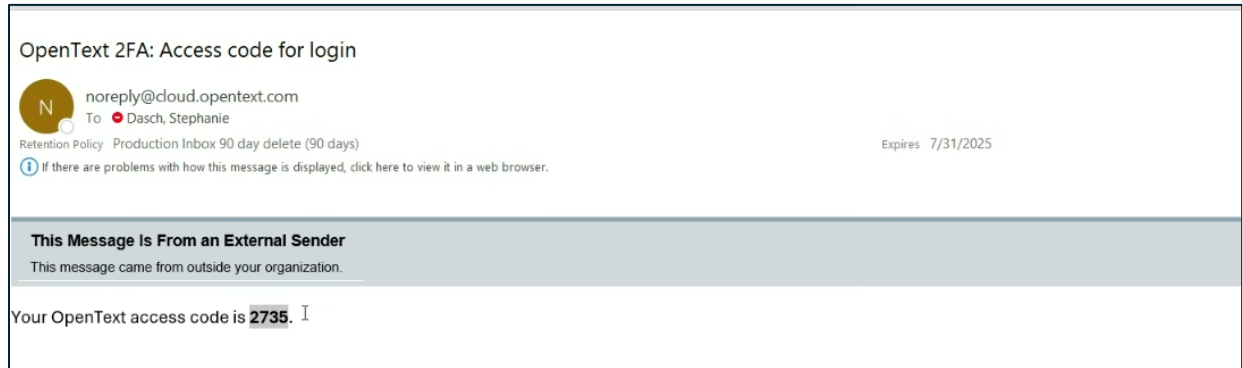 OpenText 2FA: Access code for login
N
noreply@cloud.opentext.com
To Dasch, Stephanie
Retention Policy Production Inbox 90 day delete (90 days) Expires 7/31/2025
If there are problems with how this message is displayed, click here to view it in a web browser.
This Message Is From an External Sender
This message came from outside your organization.
Your OpenText access code is 2735.